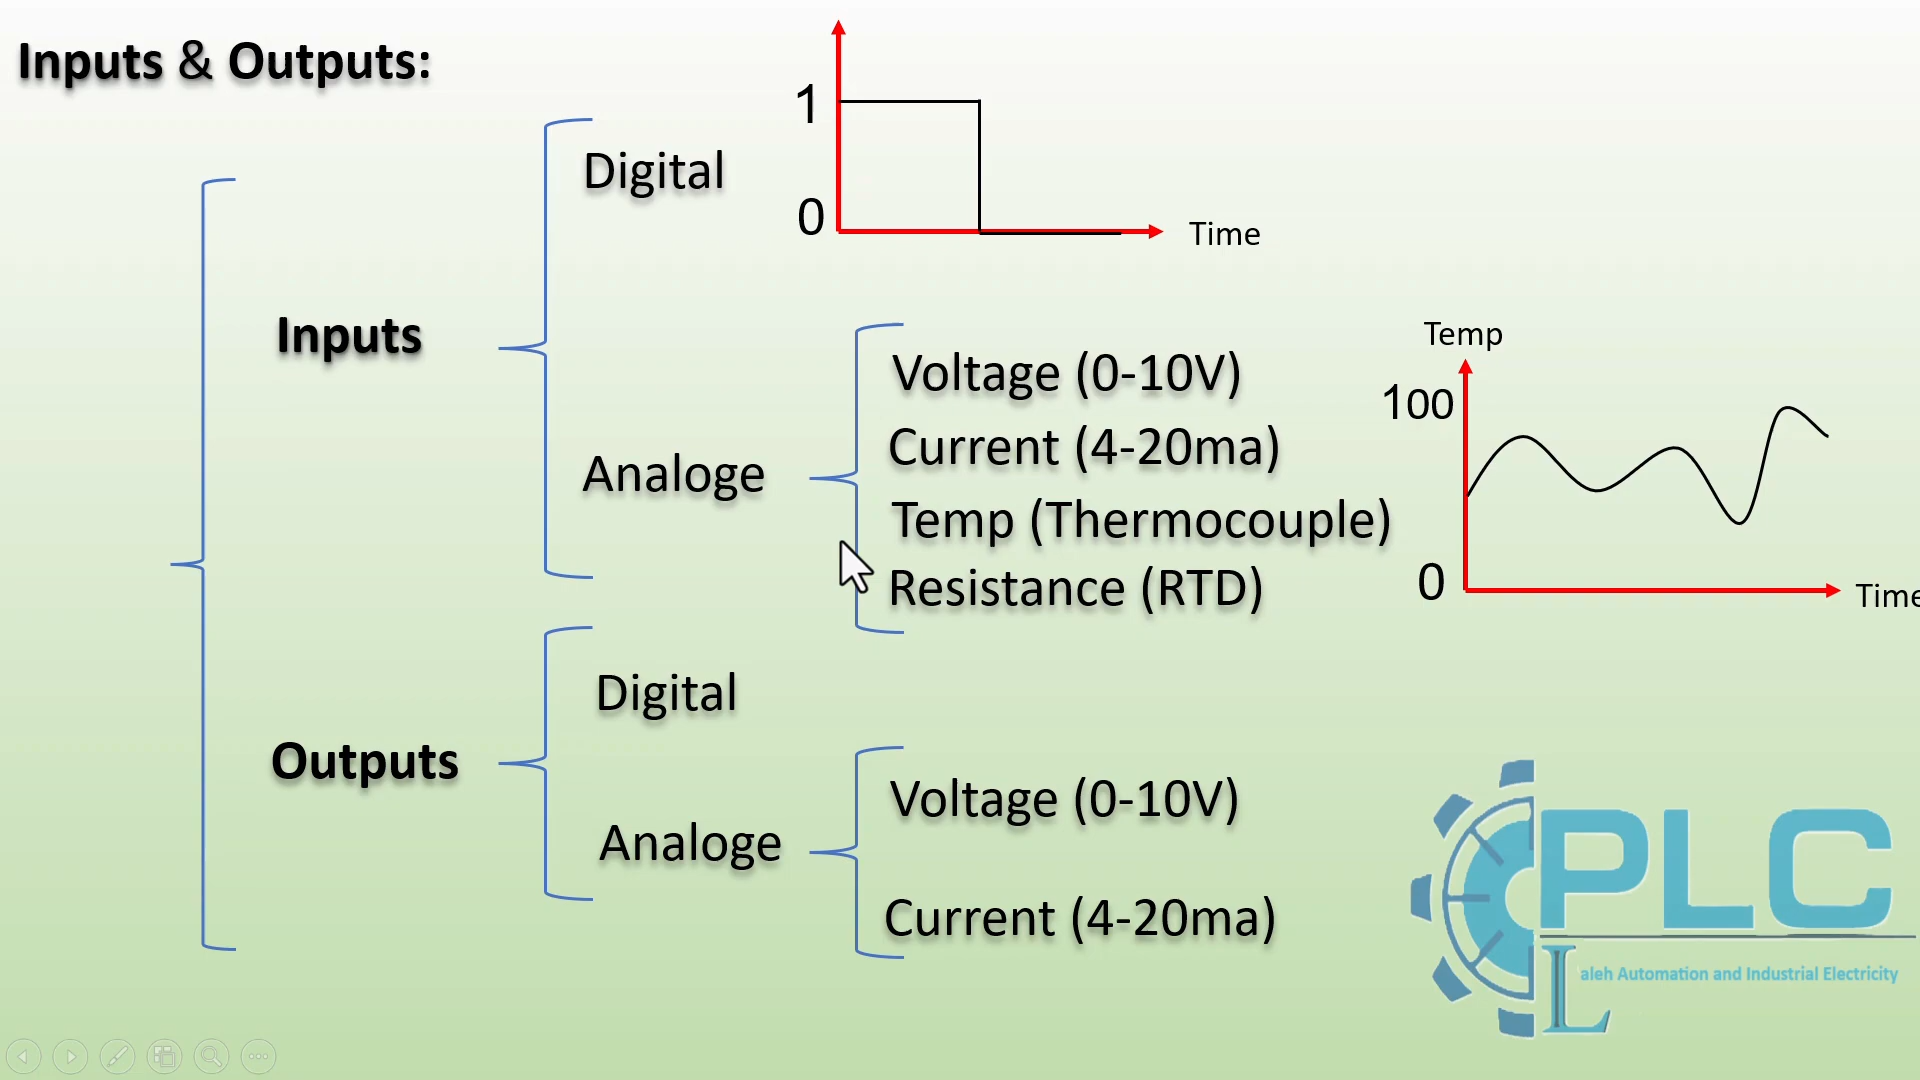 Inputs & Outputs:
1
0
Time
Digital
Inputs
Analoge
Voltage (0-10V)
Current (4-20ma)
Temp (Thermocouple)
Resistance (RTD)
Temp
100
0
Time
Outputs
Digital
Analoge
Voltage (0-10V)
Current (4-20ma)
PLC
Laleh Automation and Industrial Electricity